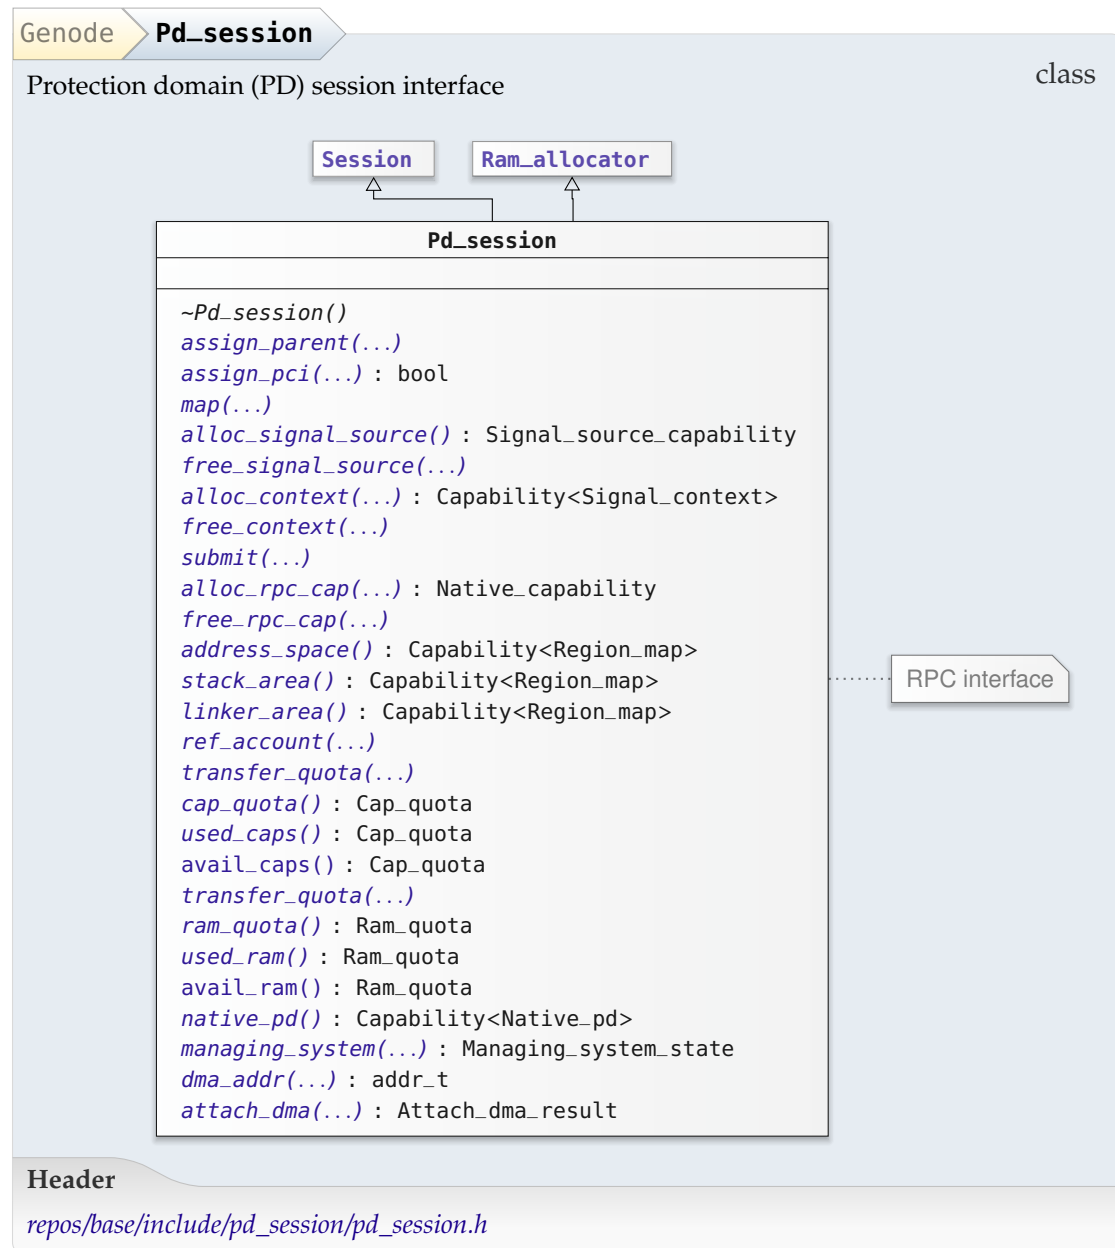 Genode Pd_session
class
Protection domain (PD) session interface
Session Ram_allocator
Pd_session
~Pd_session()
assign_parent(...)
assign_pci(...) : bool
map(...)
alloc_signal_source() : Signal_source_capability
free_signal_source(...)
alloc_context(...) : Capability<Signal_context>
free_context(...)
submit(...)
alloc_rpc_cap(...) : Native_capability
free_rpc_cap(...)
address_space() : Capability<Region_map>
stack_area() : Capability<Region_map>
RPC interface
linker_area() : Capability<Region_map>
ref_account(...)
transfer_quota(...)
cap_quota() : Cap_quota
used_caps() : Cap_quota
avail_caps() : Cap_quota
transfer_quota(...)
ram_quota() : Ram_quota
used_ram() : Ram_quota
avail_ram() : Ram_quota
native_pd() : Capability<Native_pd>
managing_system(...) : Managing_system_state
dma_addr(...) : addr_t
attach_dma(...) : Attach_dma_result
Header
repos/base/include/pd_session/pd_session.h